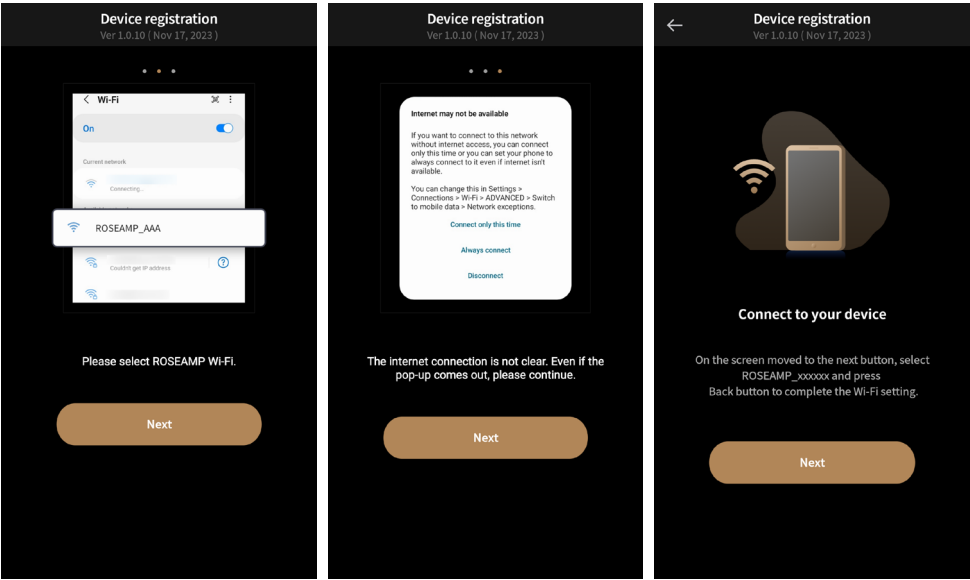 Device registration
Ver 1.0.10 ( Nov 17, 2023 )
Wi-Fi
On
Current network
Connecting...
ROSEAMP_AAA
Couldn't get IP address
Please select ROSEAMP Wi-Fi.
Next
Device registration
Ver 1.0.10 ( Nov 17, 2023 )
Internet may not be available
If you want to connect to this network
without internet access, you can connect
only this time or you can set your phone to
always connect to it even if internet isn't
available.
You can change this in Settings >
Connections > Wi-Fi > ADVANCED > Switch
to mobile data > Network exceptions.
Connect only this time
Always connect
Disconnect
The internet connection is not clear. Even if the
pop-up comes out, please continue.
Next
Device registration
Ver 1.0.10 ( Nov 17, 2023 )
Connect to your device
On the screen moved to the next button, select
ROSEAMP_xxxxxx and press
Back button to complete the Wi-Fi setting.
Next